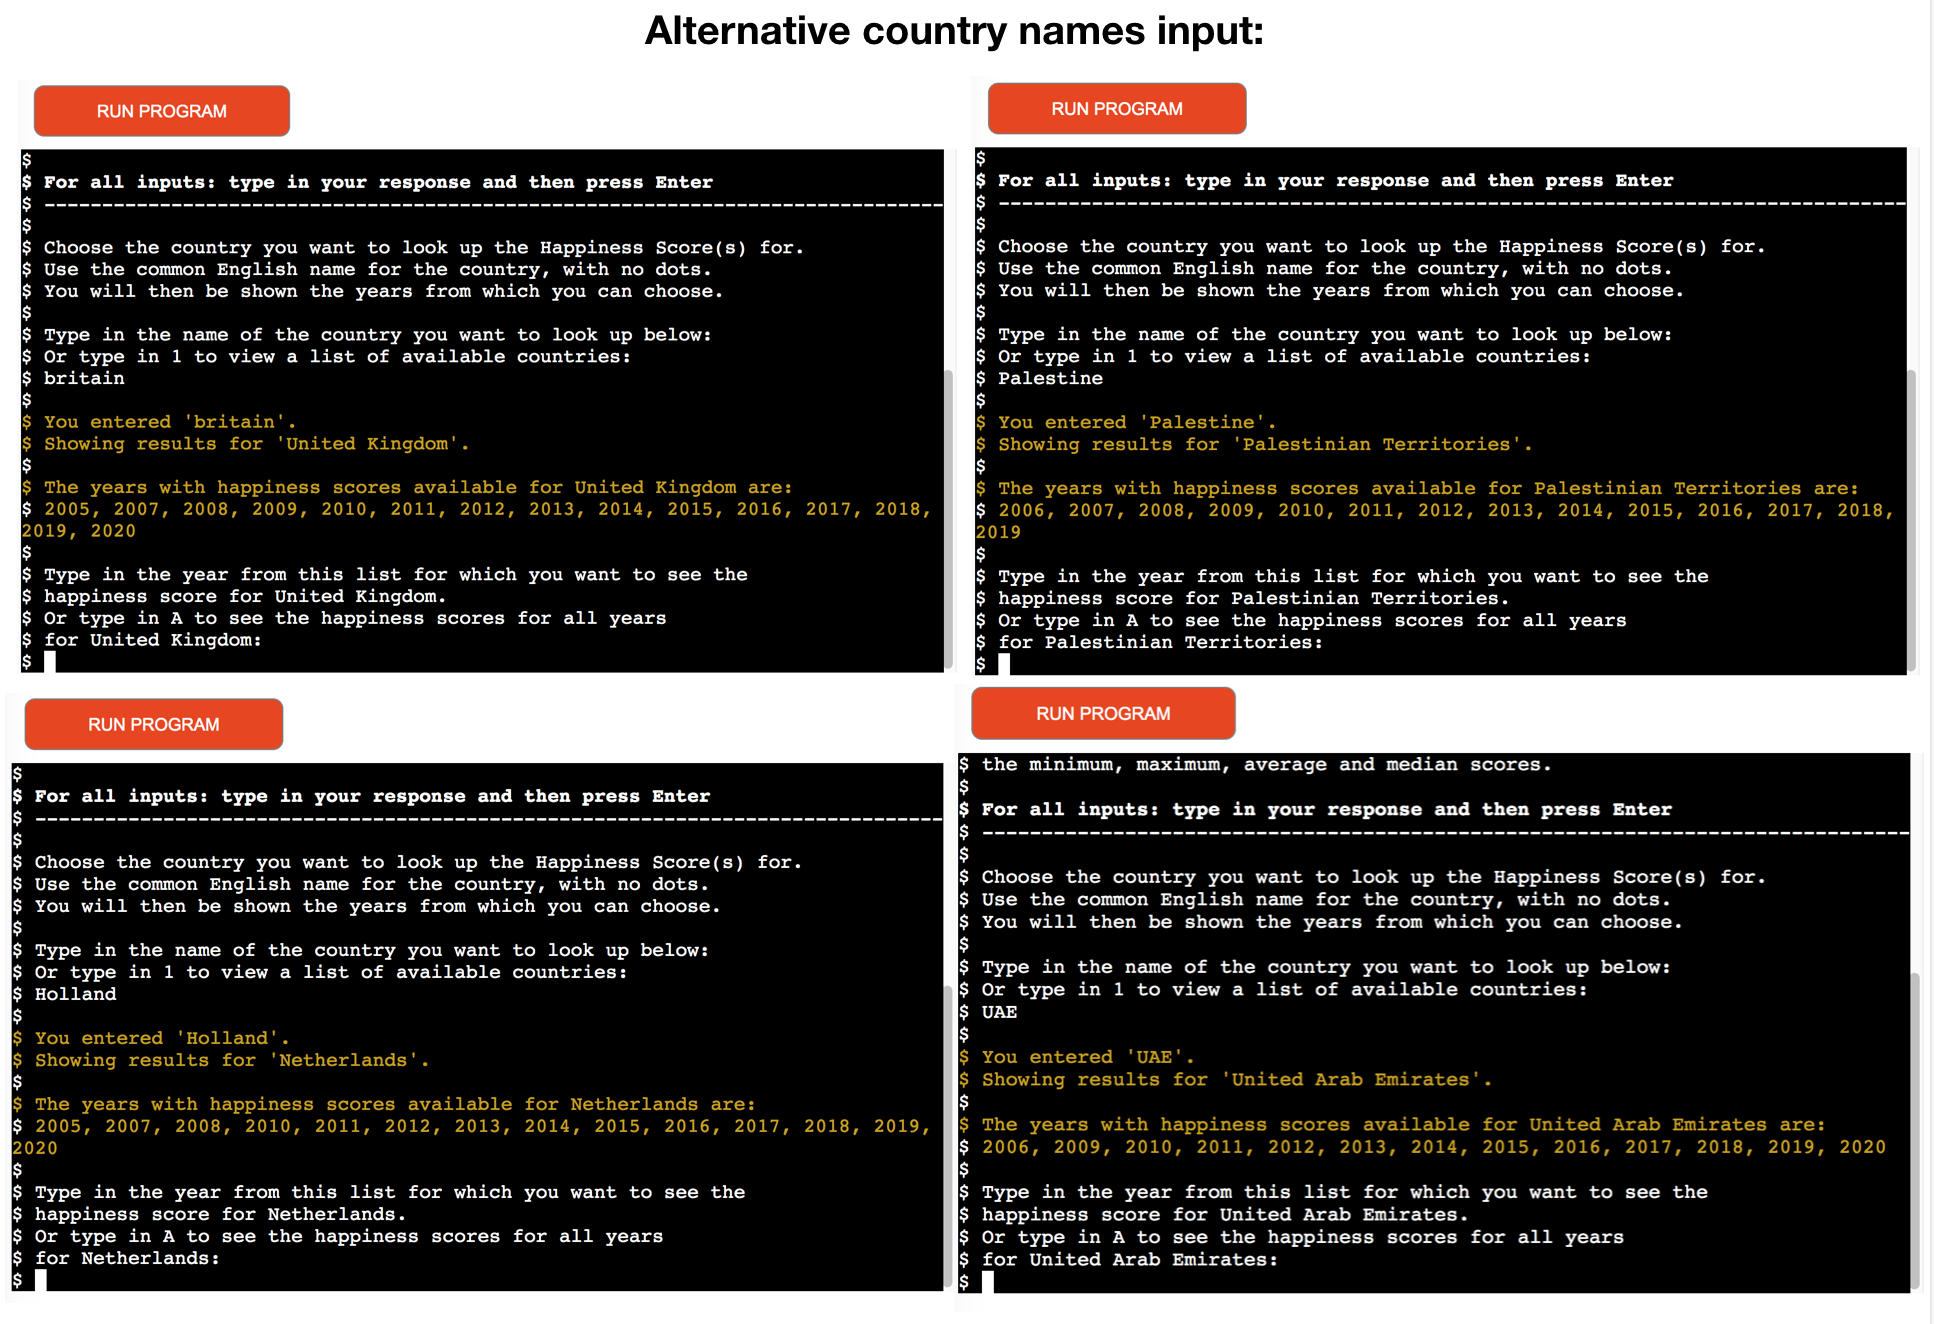 Alternative country names input:
RUN PROGRAM
$
$ For all inputs: type in your response and then press Enter
$ ------------------------------------------------------------------------------
$
$ Choose the country you want to look up the Happiness Score(s) for.
$ Use the common English name for the country, with no dots.
$ You will then be shown the years from which you can choose.
$
$ Type in the name of the country you want to look up below:
$ Or type in 1 to view a list of available countries:
$ britain
$
$ You entered 'britain'.
$ Showing results for 'United Kingdom'.
$
$ The years with happiness scores available for United Kingdom are:
$ 2005, 2007, 2008, 2009, 2010, 2011, 2012, 2013, 2014, 2015, 2016, 2017, 2018,
2019, 2020
$
$ Type in the year from this list for which you want to see the
$ happiness score for United Kingdom.
$ Or type in A to see the happiness scores for all years
$ for United Kingdom:
$
RUN PROGRAM
$
$ For all inputs: type in your response and then press Enter
$ ------------------------------------------------------------------------------
$
$ Choose the country you want to look up the Happiness Score(s) for.
$ Use the common English name for the country, with no dots.
$ You will then be shown the years from which you can choose.
$
$ Type in the name of the country you want to look up below:
$ Or type in 1 to view a list of available countries:
$ Palestine
$
$ You entered 'Palestine'.
$ Showing results for 'Palestinian Territories'.
$
$ The years with happiness scores available for Palestinian Territories are:
$ 2006, 2007, 2008, 2009, 2010, 2011, 2012, 2013, 2014, 2015, 2016, 2017, 2018,
2019
$
$ Type in the year from this list for which you want to see the
$ happiness score for Palestinian Territories.
$ Or type in A to see the happiness scores for all years
$ for Palestinian Territories:
$
RUN PROGRAM
$
$ For all inputs: type in your response and then press Enter
$ ------------------------------------------------------------------------------
$
$ Choose the country you want to look up the Happiness Score(s) for.
$ Use the common English name for the country, with no dots.
$ You will then be shown the years from which you can choose.
$
$ Type in the name of the country you want to look up below:
$ Or type in 1 to view a list of available countries:
$ Holland
$
$ You entered 'Holland'.
$ Showing results for 'Netherlands'.
$
$ The years with happiness scores available for Netherlands are:
$ 2005, 2007, 2008, 2010, 2011, 2012, 2013, 2014, 2015, 2016, 2017, 2018, 2019,
2020
$
$ Type in the year from this list for which you want to see the
$ happiness score for Netherlands.
$ Or type in A to see the happiness scores for all years
$ for Netherlands:
$
RUN PROGRAM
$ the minimum, maximum, average and median scores.
$
$ For all inputs: type in your response and then press Enter
$ ------------------------------------------------------------------------------
$
$ Choose the country you want to look up the Happiness Score(s) for.
$ Use the common English name for the country, with no dots.
$ You will then be shown the years from which you can choose.
$
$ Type in the name of the country you want to look up below:
$ Or type in 1 to view a list of available countries:
$ UAE
$
$ You entered 'UAE'.
$ Showing results for 'United Arab Emirates'.
$
$ The years with happiness scores available for United Arab Emirates are:
$ 2006, 2009, 2010, 2011, 2012, 2013, 2014, 2015, 2016, 2017, 2018, 2019, 2020
$
$ Type in the year from this list for which you want to see the
$ happiness score for United Arab Emirates.
$ Or type in A to see the happiness scores for all years
$ for United Arab Emirates:
$